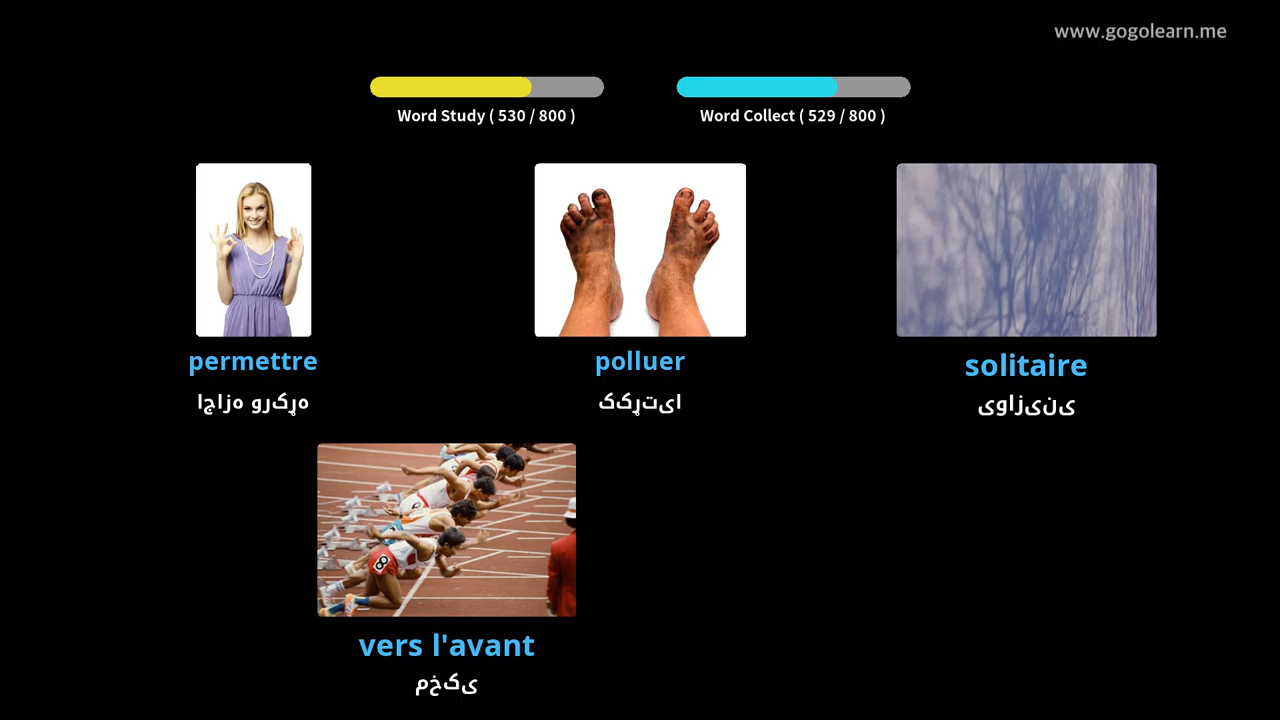 www.gogolearn.me
Word Study ( 530 / 800 )
Word Collect ( 529 / 800 )
permettre
اجازه ورکړه
polluer
ککړتیا
solitaire
یوازینی
vers l'avant
مخکی